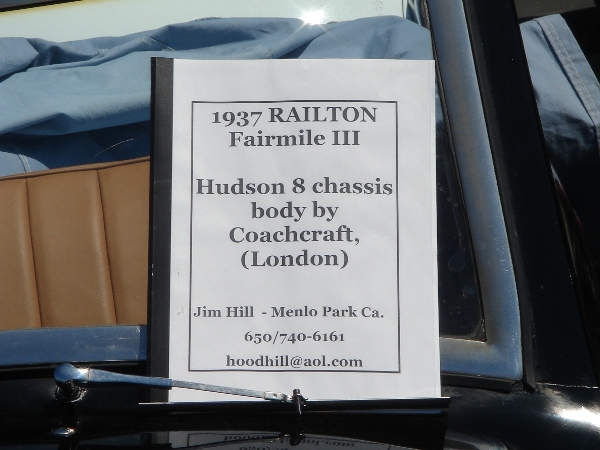 1937 RAILTON
Fairmile III
Hudson 8 chassis
body by
Coachcraft,
(London)
Jim Hill - Menlo Park Ca.
650/740-6161
hoodhill@aol.com